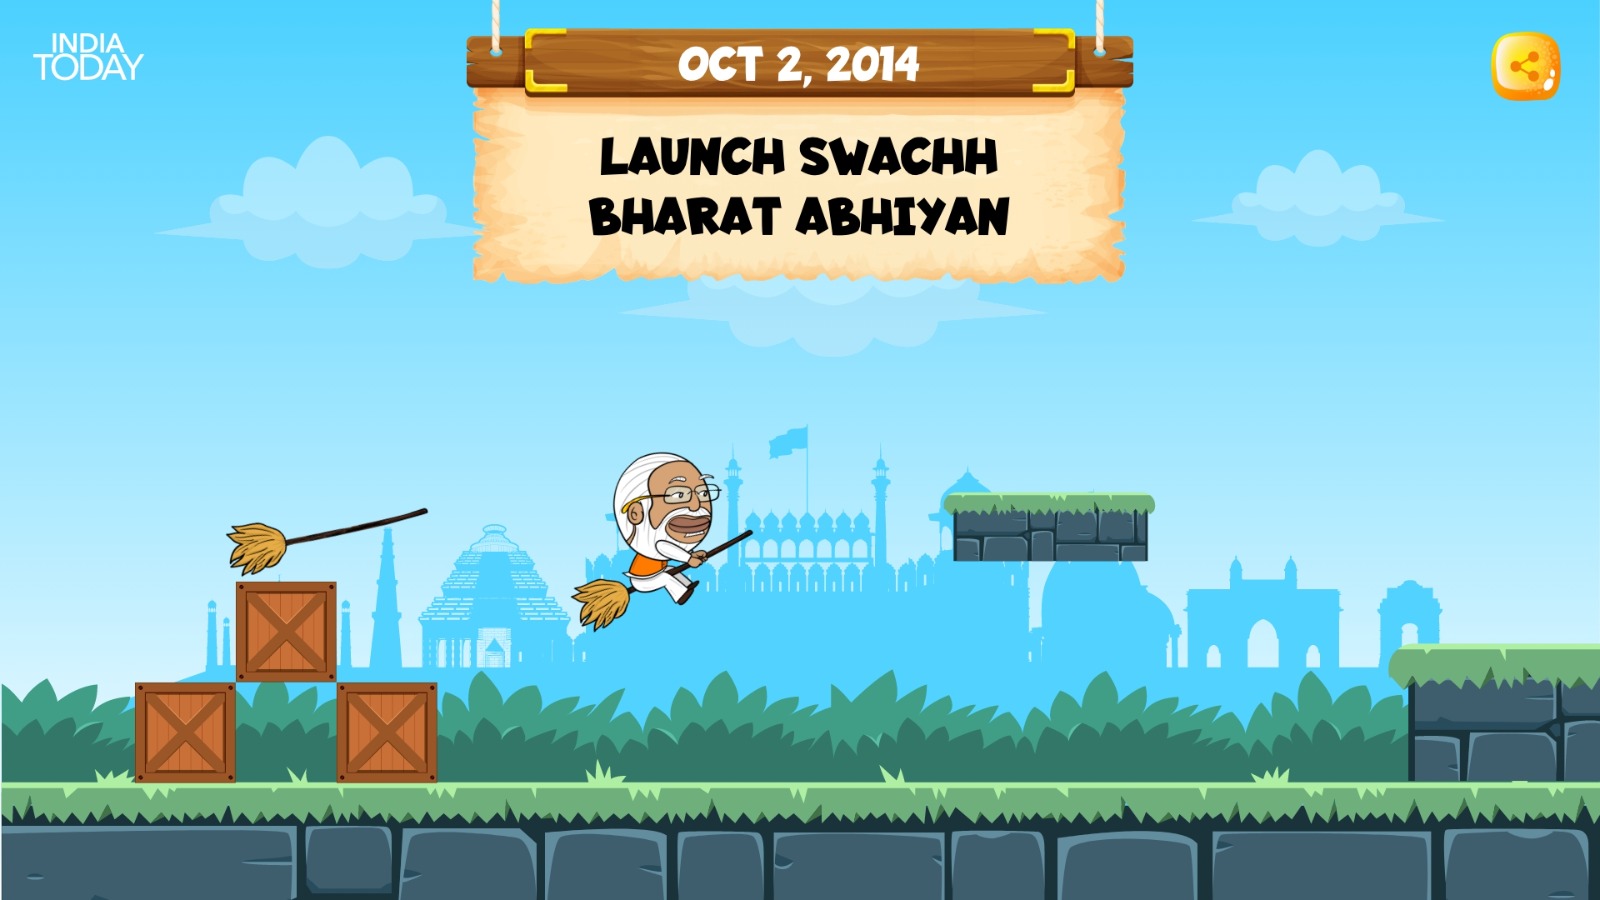 INDIA
TODAY
OCT 2, 2014
LAUNCH SWACHH
BHARAT ABHIYAN